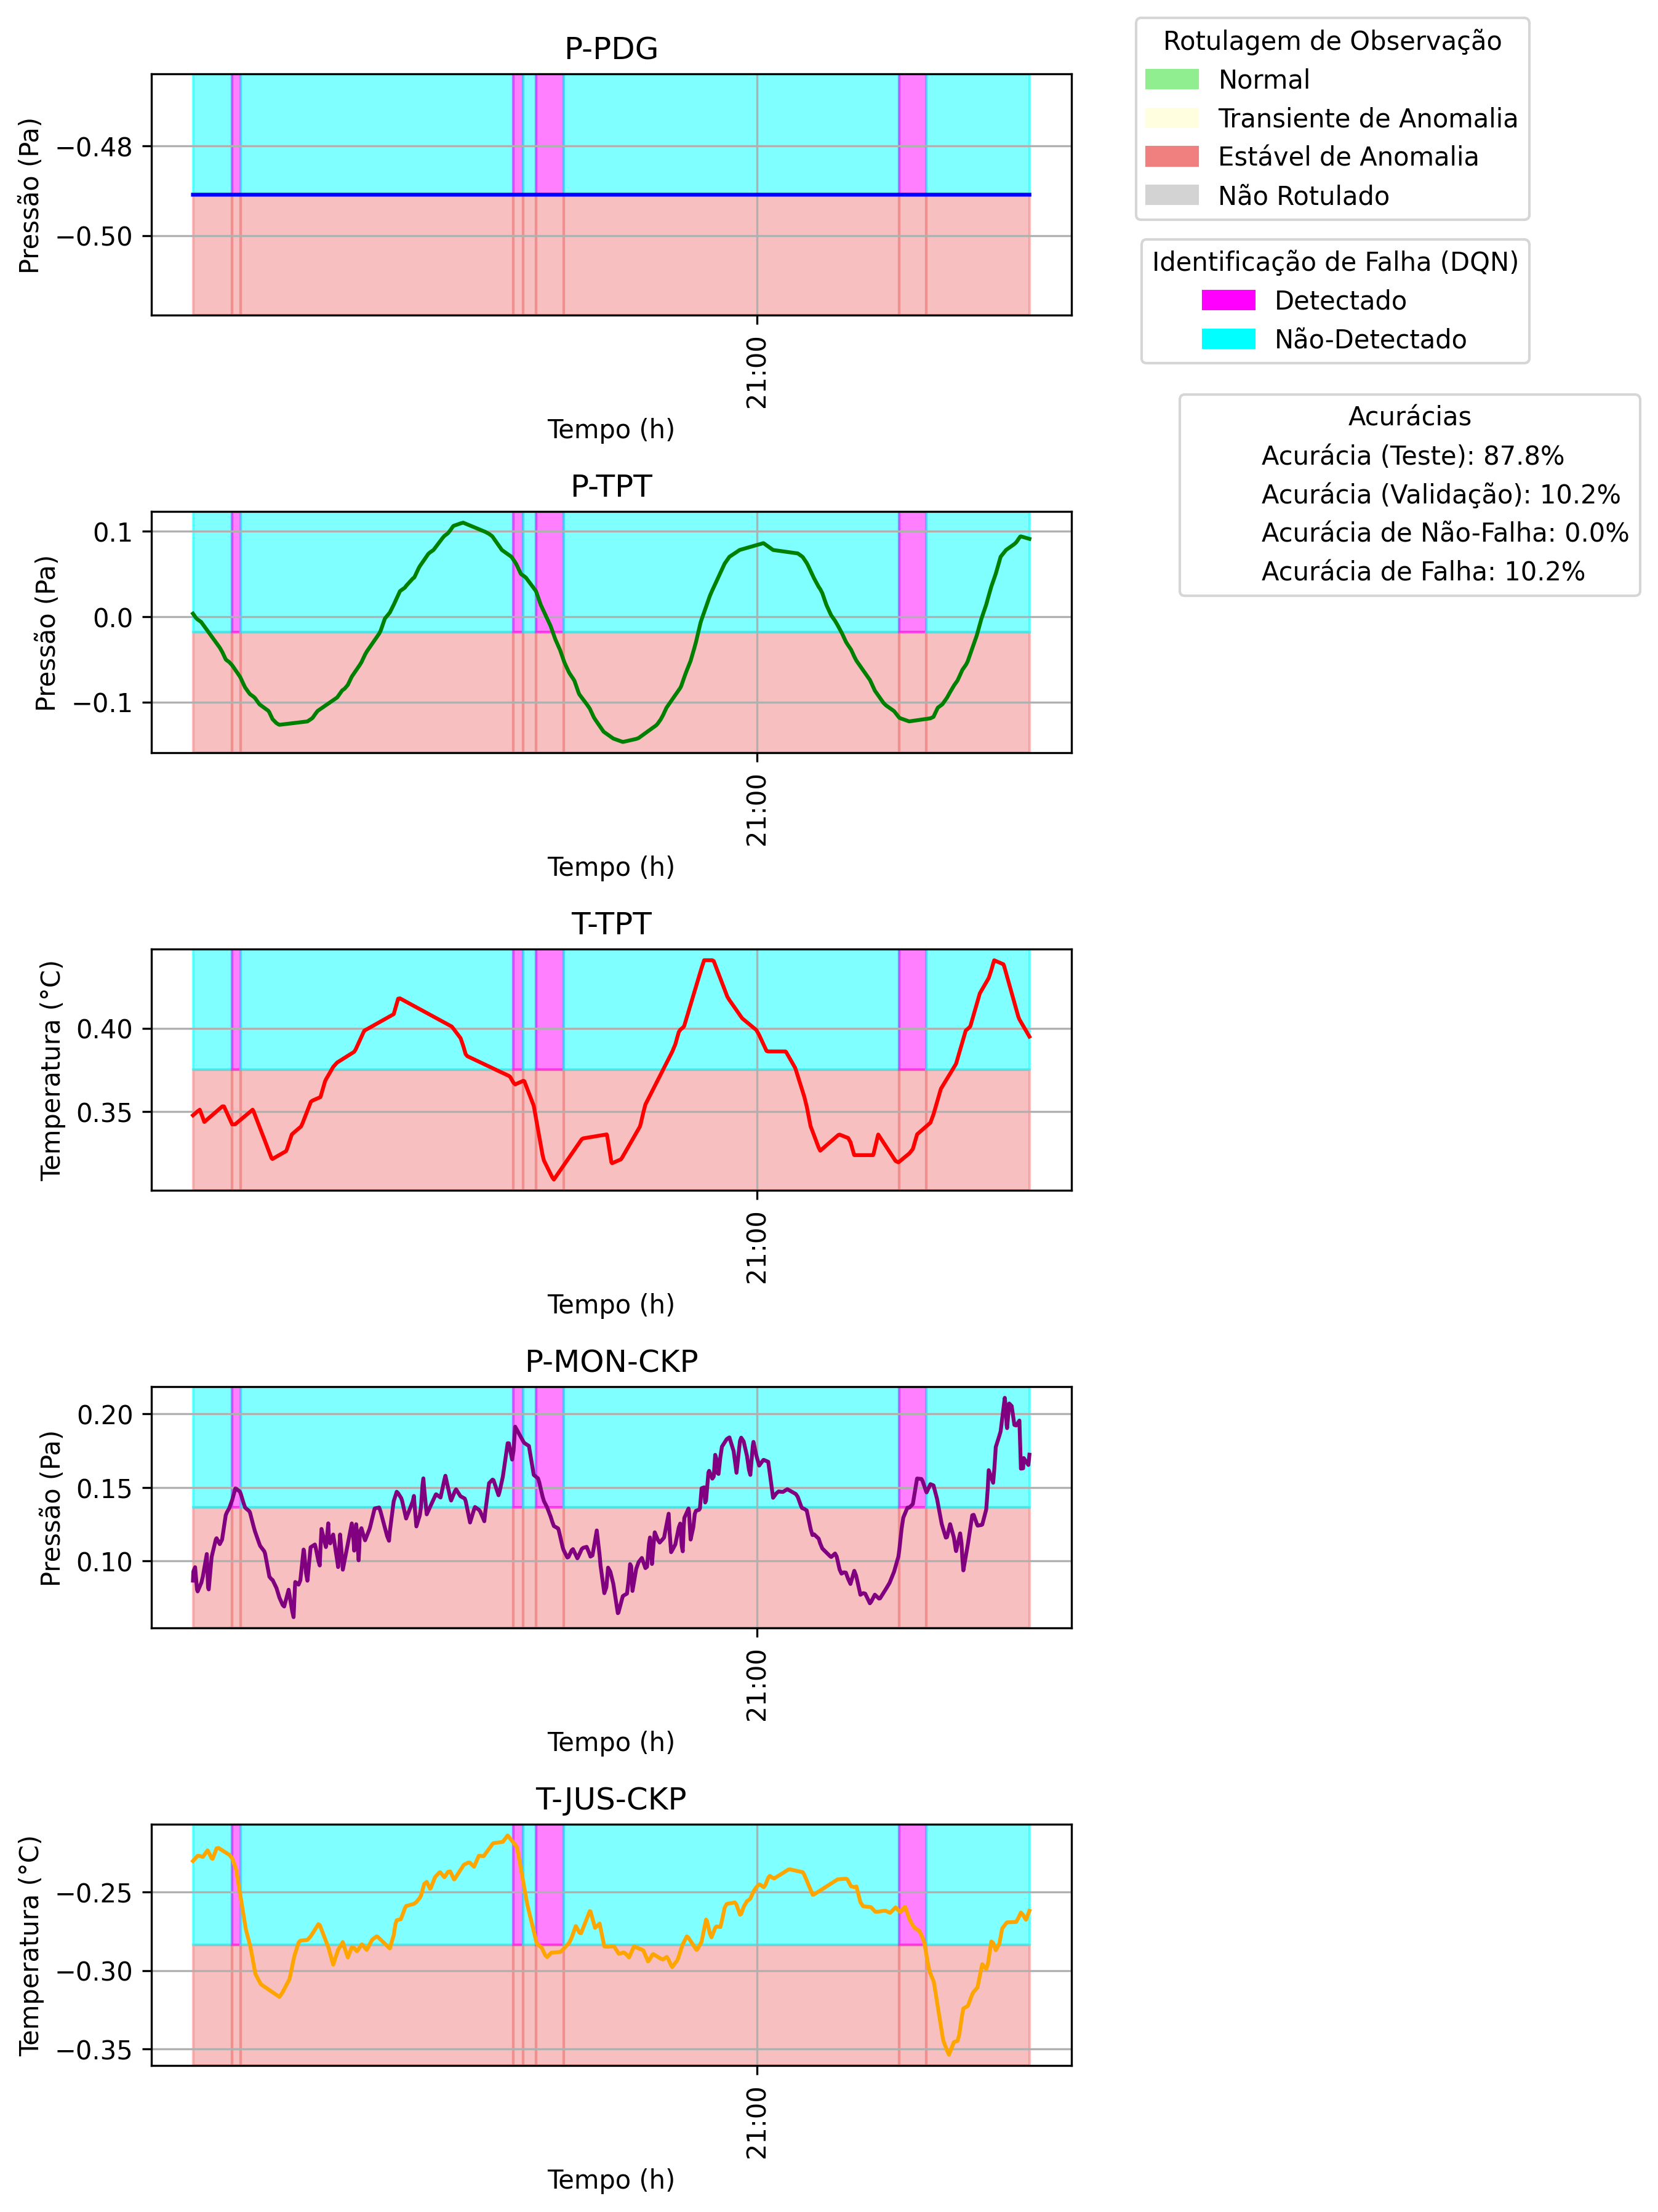 P-PDG
Pressão (Pa)
−0.48
−0.50
21:00
Tempo (h)
Rotulagem de Observação
Normal
Transiente de Anomalia
Estável de Anomalia
Não Rotulado
Identificação de Falha (DQN)
Detectado
Não-Detectado
Acurácias
Acurácia (Teste): 87.8%
Acurácia (Validação): 10.2%
Acurácia de Não-Falha: 0.0%
Acurácia de Falha: 10.2%
P-TPT
Pressão (Pa)
0.1
0.0
−0.1
21:00
Tempo (h)
T-TPT
Temperatura (°C)
0.40
0.35
21:00
Tempo (h)
P-MON-CKP
Pressão (Pa)
0.20
0.15
0.10
21:00
Tempo (h)
T-JUS-CKP
Temperatura (°C)
−0.25
−0.30
−0.35
21:00
Tempo (h)